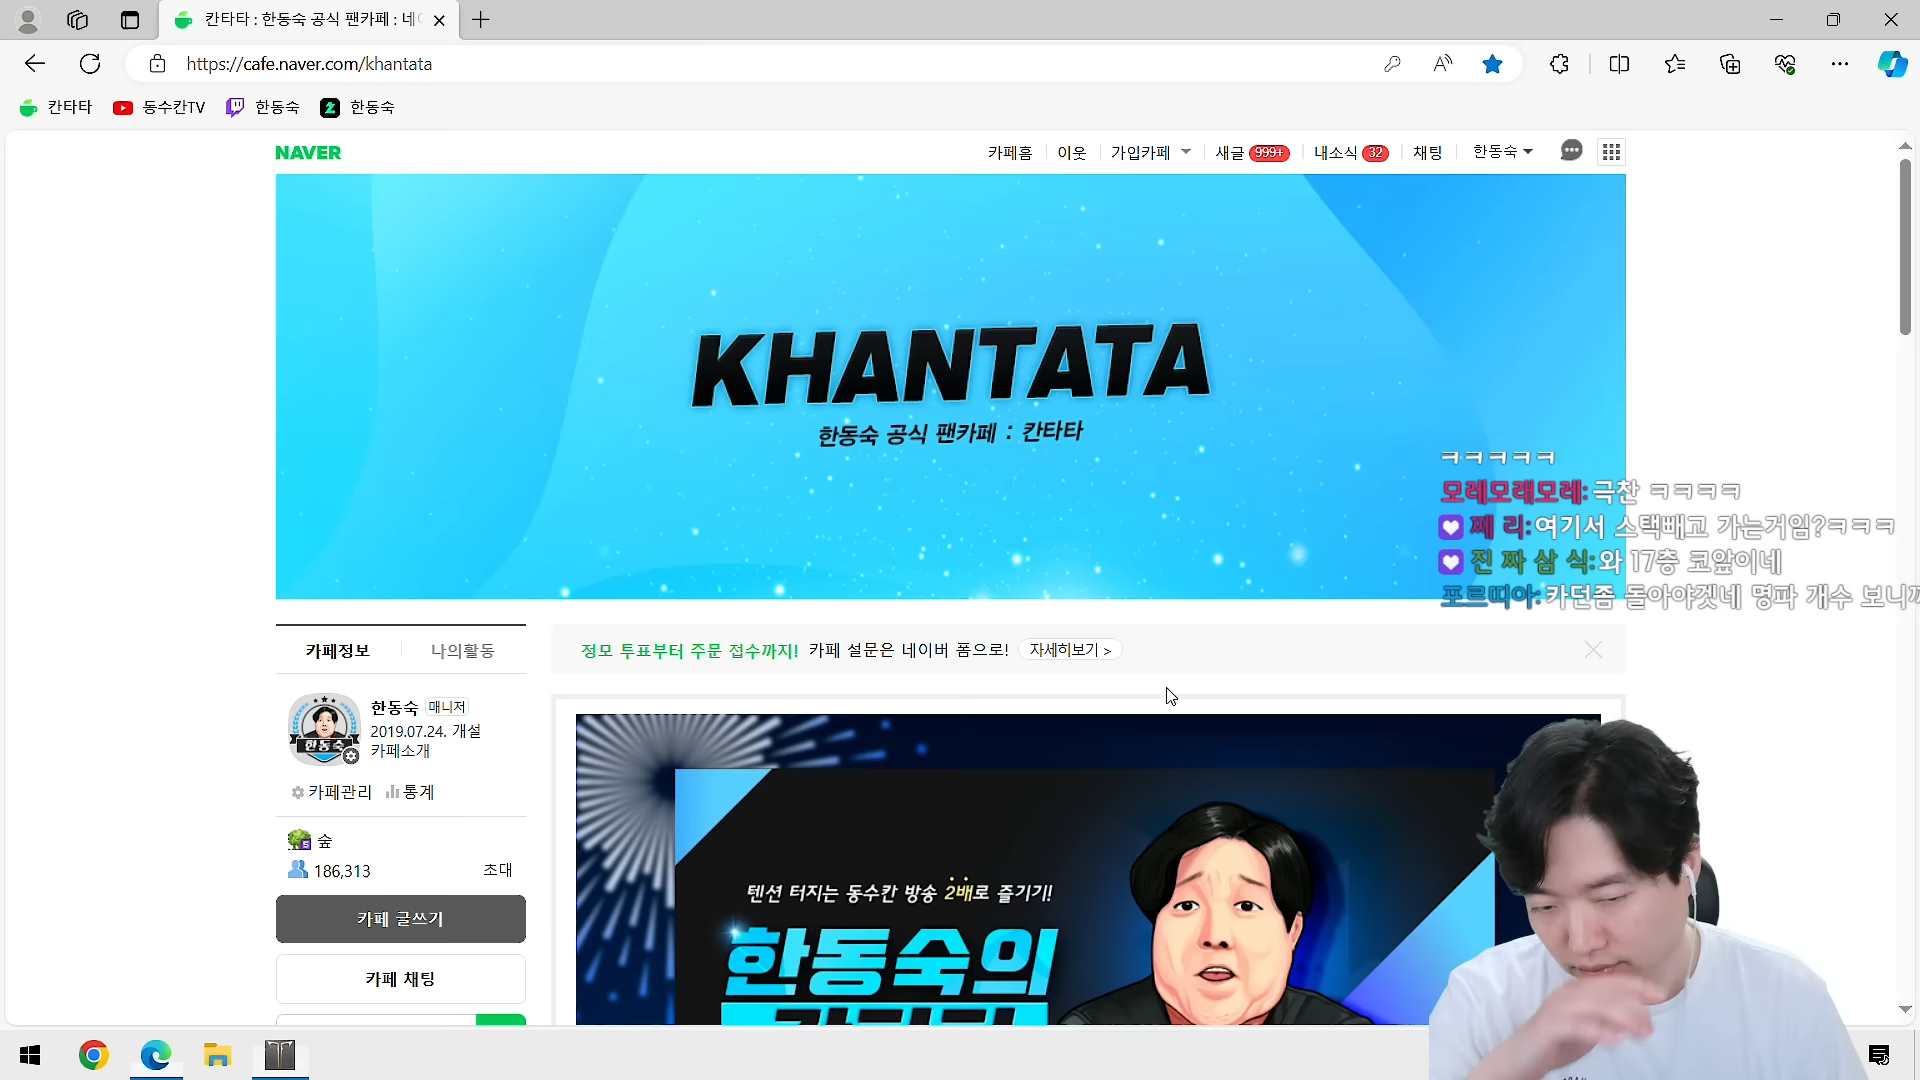 칸타타 : 한동숙 공식 팬카페 : 네
https://cafe.naver.com/khantata
칸타타
동수칸TV
한동숙
한동숙
NAVER
카페홈
이웃
가입카페
새글 999+
내소식 32
채팅
한동숙
KHANTATA
한동숙 공식 팬카페 : 칸타타
ㅋㅋㅋㅋㅋ
모레모래모레: 극찬 ㅋㅋㅋㅋ
쩨 리: 여기서 소택빼고 가는거임?ㅋㅋㅋ
진 짜 삼 식: 와 17층 코앞이네
포르띠아: 카던좀 돌아야겟네 명파 개수 보니까
카페정보
나의활동
정모 투표부터 주문 접수까지! 카페 설문은 네이버 폼으로! 자세히보기 >
한동숙 매니저
2019.07.24. 개설
카페소개
카페관리
통계
숲
186,313
초대
카페 글쓰기
카페 채팅
텐션 터지는 동수칸 방송 2배로 즐기기!
한동숙의